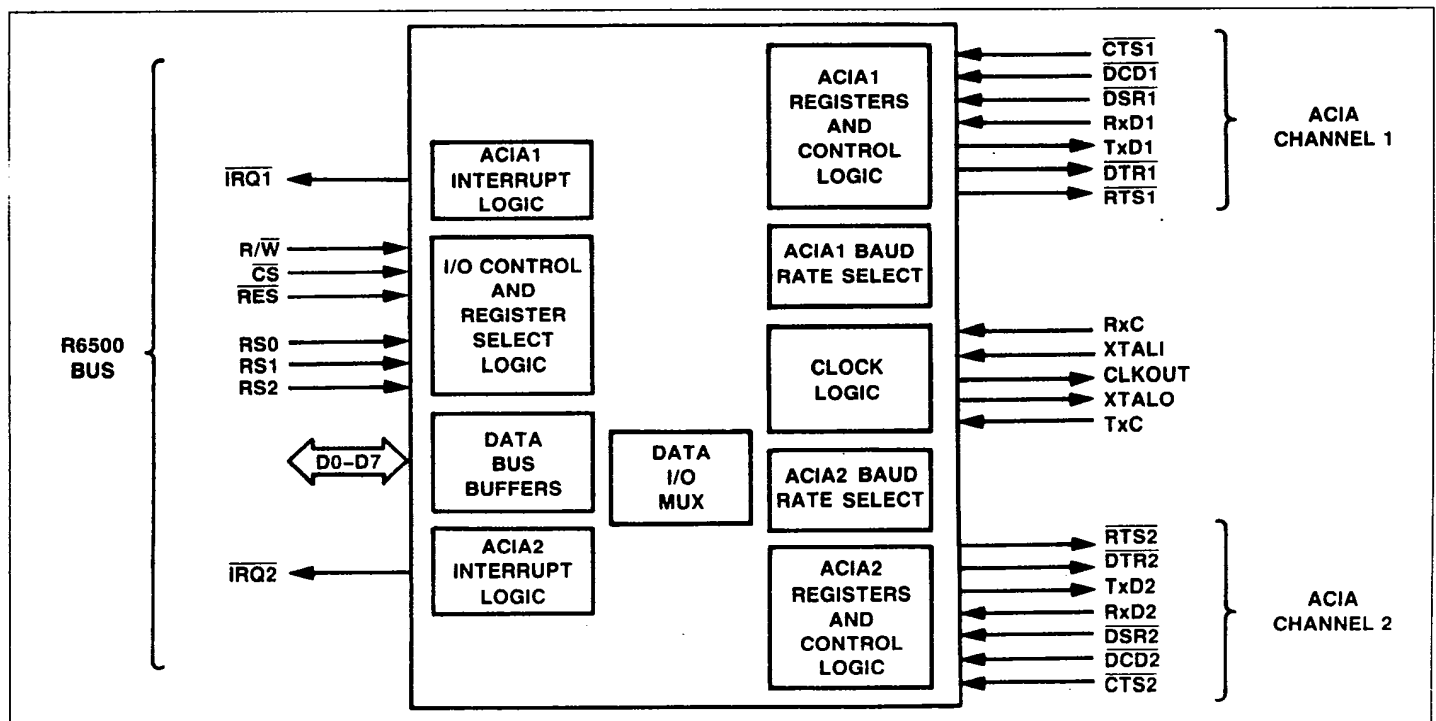 R6500
BUS
IRQ1
R/W
CS
RES
RS0
RS1
RS2
D0–D7
IRQ2
ACIA1
INTERRUPT
LOGIC
I/O CONTROL
AND
REGISTER
SELECT
LOGIC
DATA
BUS
BUFFERS
ACIA2
INTERRUPT
LOGIC
DATA
I/O
MUX
ACIA1
REGISTERS
AND
CONTROL
LOGIC
ACIA1 BAUD
RATE SELECT
CLOCK
LOGIC
ACIA2 BAUD
RATE SELECT
ACIA2
REGISTERS
AND
CONTROL
LOGIC
CTS1
DCD1
DSR1
RxD1
TxD1
DTR1
RTS1
ACIA
CHANNEL 1
RxC
XTALI
CLKOUT
XTALO
TxC
RTS2
DTR2
TxD2
RxD2
DSR2
DCD2
CTS2
ACIA
CHANNEL 2